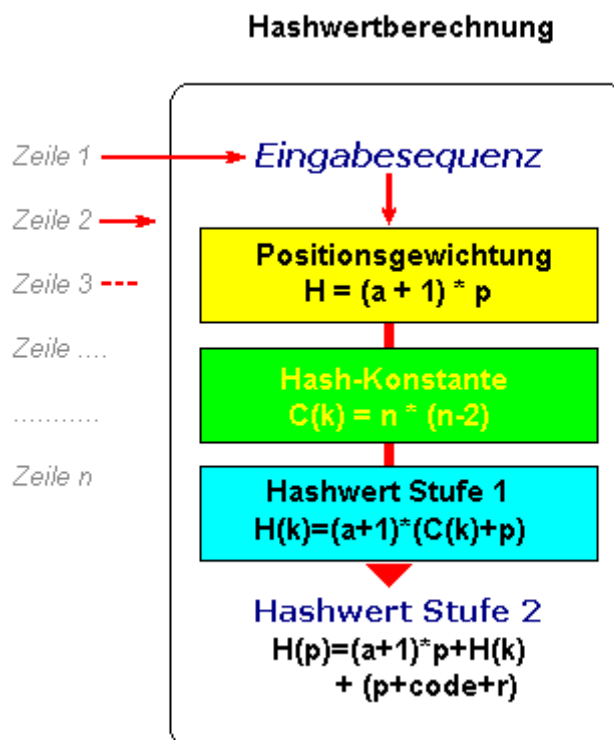 Hashwertberechnung
Zeile 1
Eingabesequenz
Zeile 2
Positionsgewichtung
H = (a + 1) * p
Zeile 3
Zeile ....
Hash-Konstante
C(k) = n * (n-2)
...........
Zeile n
Hashwert Stufe 1
H(k)=(a+1)*(C(k)+p)
Hashwert Stufe 2
H(p)=(a+1)*p+H(k)
+ (p+code+r)